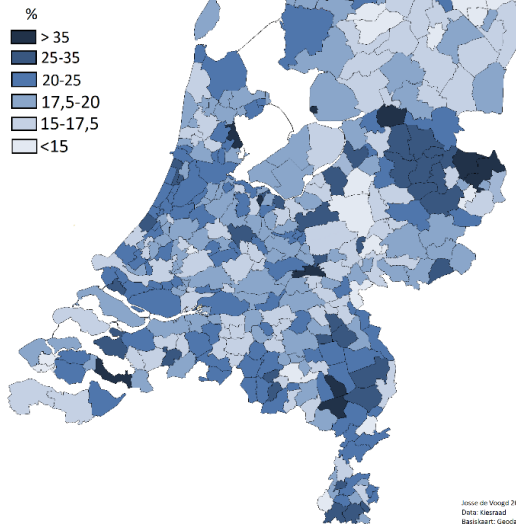 %
> 35
25-35
20-25
17,5-20
15-17,5
<15
Josse de Voogd 20
Data: Kiesraad
Basiskaart: Geoda